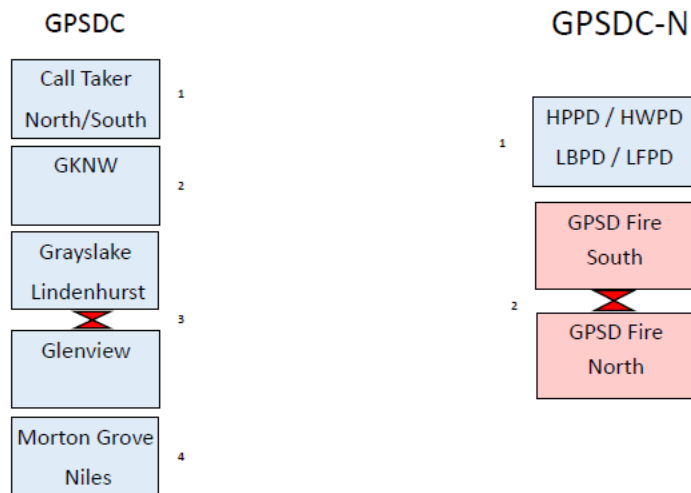 GPSDC
Call Taker
North/South
1
GKNW
2
Grayslake
Lindenhurst
3
Glenview
Morton Grove
Niles
4
GPSDC-N
HPPD / HWPD
LBPD / LFPD
1
GPSD Fire
South
2
GPSD Fire
North